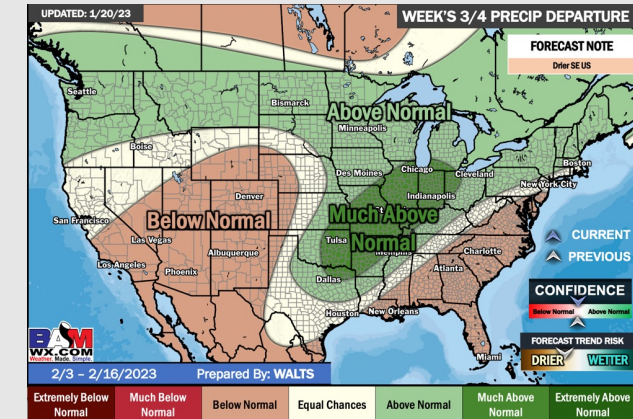 UPDATED: 1/20/23
WEEK'S 3/4 PRECIP DEPARTURE
FORECAST NOTE
Drier SE US
Seattle
Bismarck
Above Normal
Minneapolis
Boise
Boston
Des Moines
Chicago
Cleveland
New York City
Denver
Indianapolis
San Francisco
Below Normal
Much Above
Normal
Las Vegas
Tulsa
Memphis
Charlotte
Albuquerque
Los Angeles
Phoenix
Atlanta
Dallas
Houston
New Orleans
Miami
CURRENT
PREVIOUS
CONFIDENCE
Below Normal
Above Normal
FORECAST TREND RISK
DRIER
WETTER
BAM
WX.COM
Weather. Made. Simple.
2/3 – 2/16/2023
Prepared By: WALTS
Extremely Below
Normal
Much Below
Normal
Below Normal
Equal Chances
Above Normal
Much Above
Normal
Extremely Above
Normal